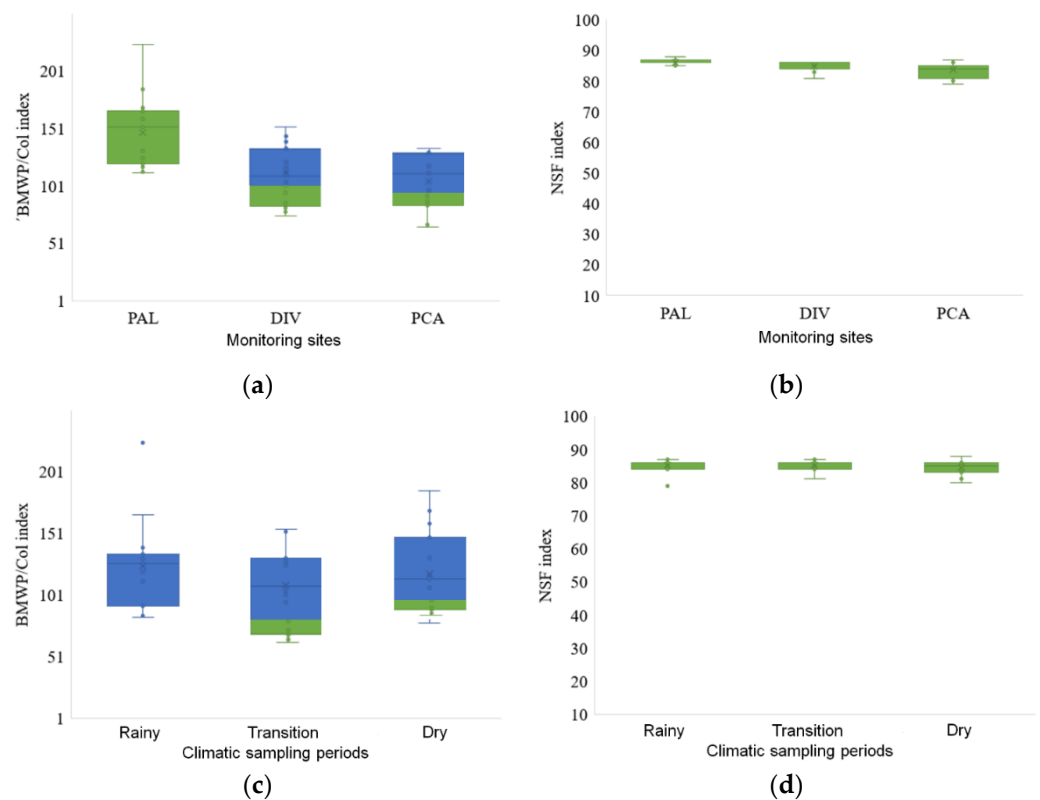 ´BMWP/Col index
201
151
101
51
1
PAL DIV PCA
Monitoring sites
(a)
NSF index
100
90
80
70
60
50
40
30
20
10
PAL DIV PCA
Monitoring sites
(b)
BMWP/Col index
201
151
101
51
1
Rainy Transition Dry
Climatic sampling periods
(c)
NSF index
100
90
80
70
60
50
40
30
20
10
Rainy Transition Dry
Climatic sampling periods
(d)